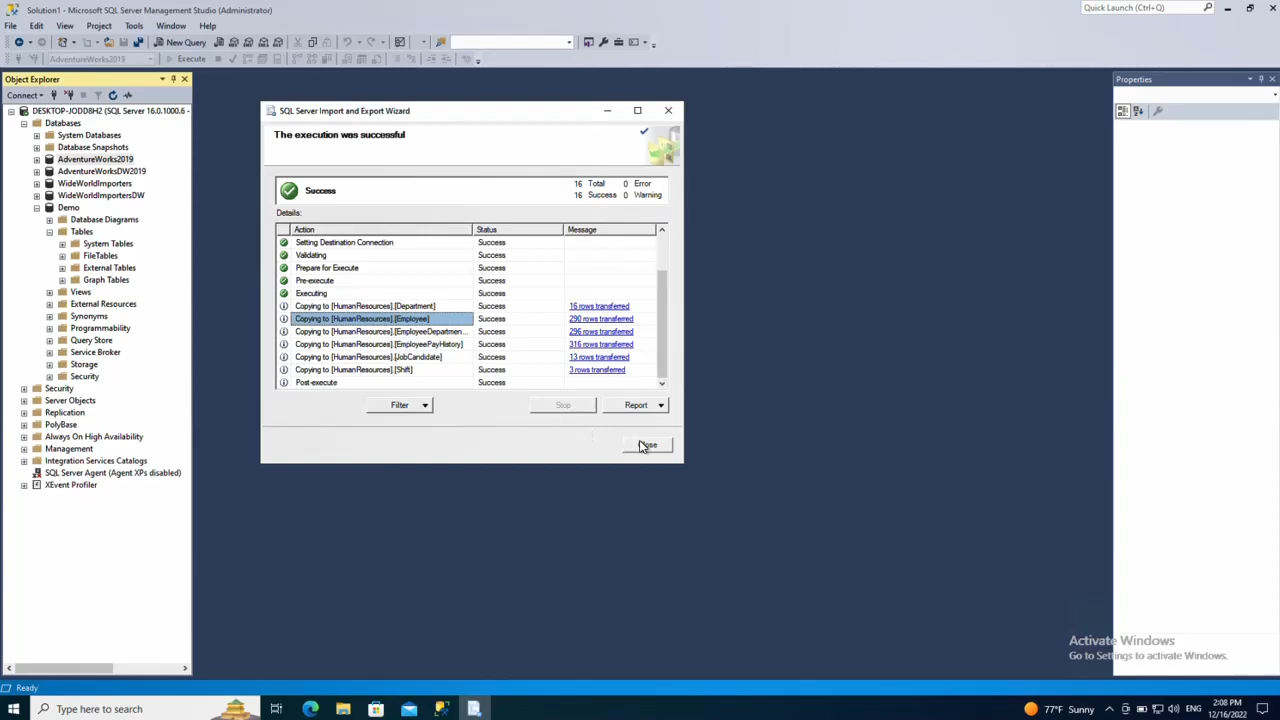 Solution1 - Microsoft SQL Server Management Studio (Administrator)
Quick Launch (Ctrl+Q)
File Edit View Project Tools Window Help
New Query
AdventureWorks2019 Execute
Object Explorer
Connect
DESKTOP-JODD8H2 (SQL Server 16.0.1000.6 -
Databases
System Databases
Database Snapshots
AdventureWorks2019
AdventureWorksDW2019
WideWorldImporters
WideWorldImportersDW
Demo
Database Diagrams
Tables
System Tables
FileTables
External Tables
Graph Tables
Views
External Resources
Synonyms
Programmability
Query Store
Service Broker
Storage
Security
Security
Server Objects
Replication
PolyBase
Always On High Availability
Management
Integration Services Catalogs
SQL Server Agent (Agent XPs disabled)
XEvent Profiler
SQL Server Import and Export Wizard
The execution was successful
Success
16 Total 0 Error
16 Success 0 Warning
Details:
Action Status Message
Setting Destination Connection Success
Validating Success
Prepare for Execute Success
Pre-execute Success
Executing Success
Copying to [HumanResources].[Department] Success 16 rows transferred
Copying to [HumanResources].[Employee] Success 290 rows transferred
Copying to [HumanResources].[EmployeeDepartmen... Success 296 rows transferred
Copying to [HumanResources].[EmployeePayHistory] Success 316 rows transferred
Copying to [HumanResources].[JobCandidate] Success 13 rows transferred
Copying to [HumanResources].[Shift] Success 3 rows transferred
Post-execute Success
Filter Stop Report
Close
Properties
Activate Windows
Go to Settings to activate Windows.
Ready
Type here to search
77°F Sunny
ENG
2:08 PM
12/16/2022